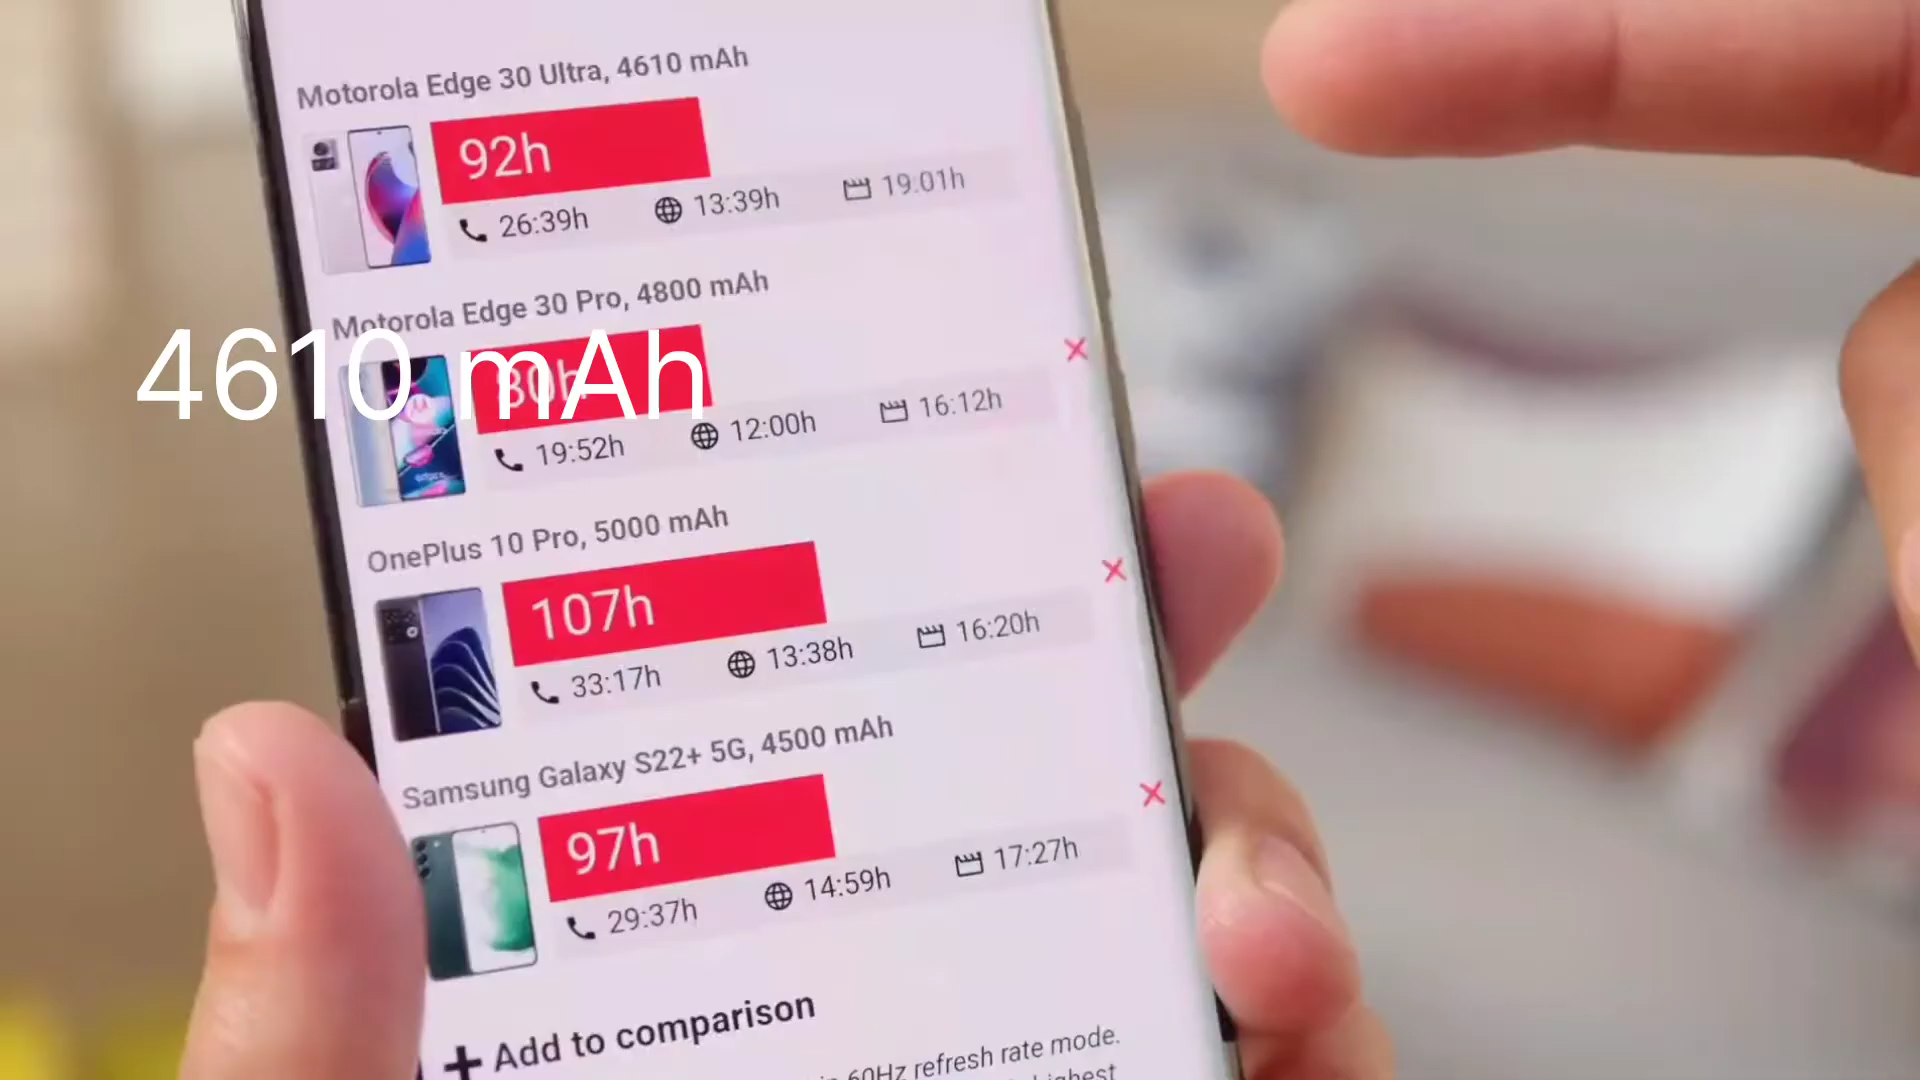 Motorola Edge 30 Ultra, 4610 mAh
92h
26:39h 13:39h 19:01h
Motorola Edge 30 Pro, 4800 mAh
4610 mAh
80h
19:52h 12:00h 16:12h
OnePlus 10 Pro, 5000 mAh
107h
33:17h 13:38h 16:20h
Samsung Galaxy S22+ 5G, 4500 mAh
97h
29:37h 14:59h 17:27h
Add to comparison
60Hz refresh rate mode.